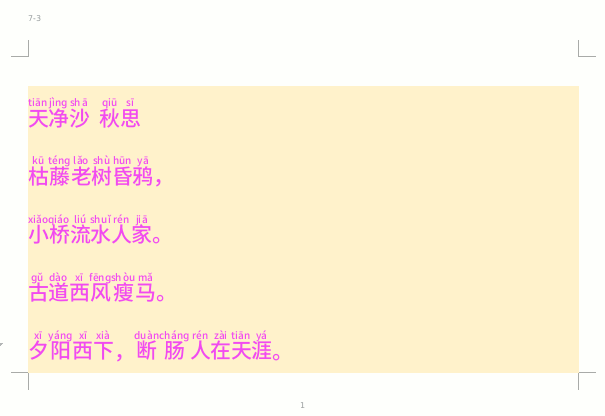 7-3
tiān jìng shā qiū sī
天净沙 秋思
kū téng lǎo shù hūn yā
枯藤老树昏鸦，
xiǎo qiáo liú shuǐ rén jiā
小桥流水人家。
gǔ dào xī fēng shòu mǎ
古道西风瘦马。
xī yáng xī xià duàn cháng rén zài tiān yá
夕阳西下，断肠人在天涯。
1